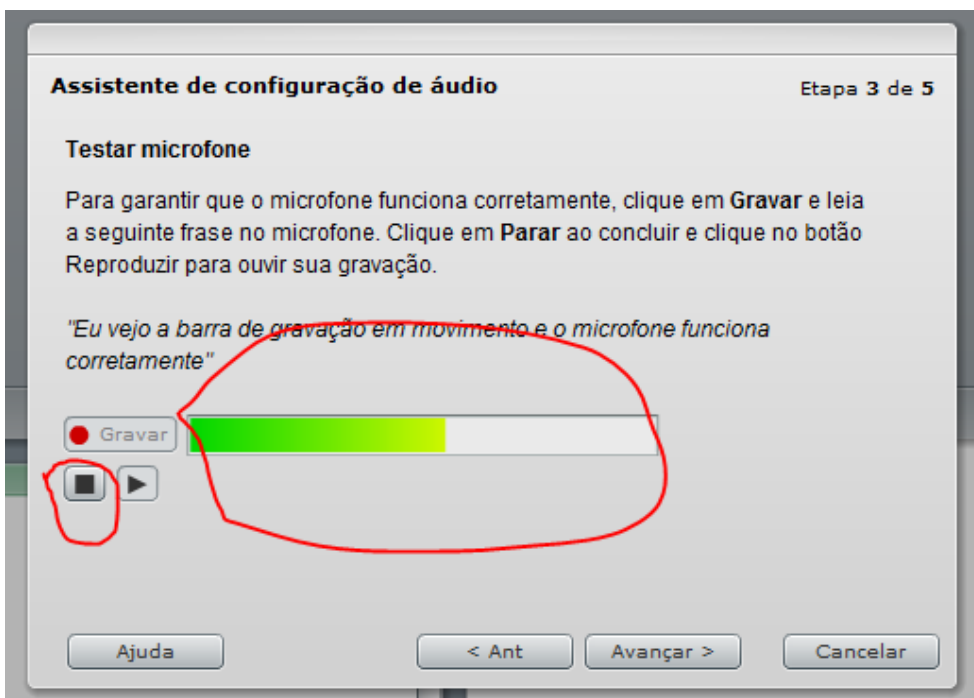 Assistente de configuração de áudio
Etapa 3 de 5
Testar microfone
Para garantir que o microfone funciona corretamente, clique em Gravar e leia
a seguinte frase no microfone. Clique em Parar ao concluir e clique no botão
Reproduzir para ouvir sua gravação.
"Eu vejo a barra de gravação em movimento e o microfone funciona
corretamente"
Gravar
Ajuda
< Ant
Avançar >
Cancelar